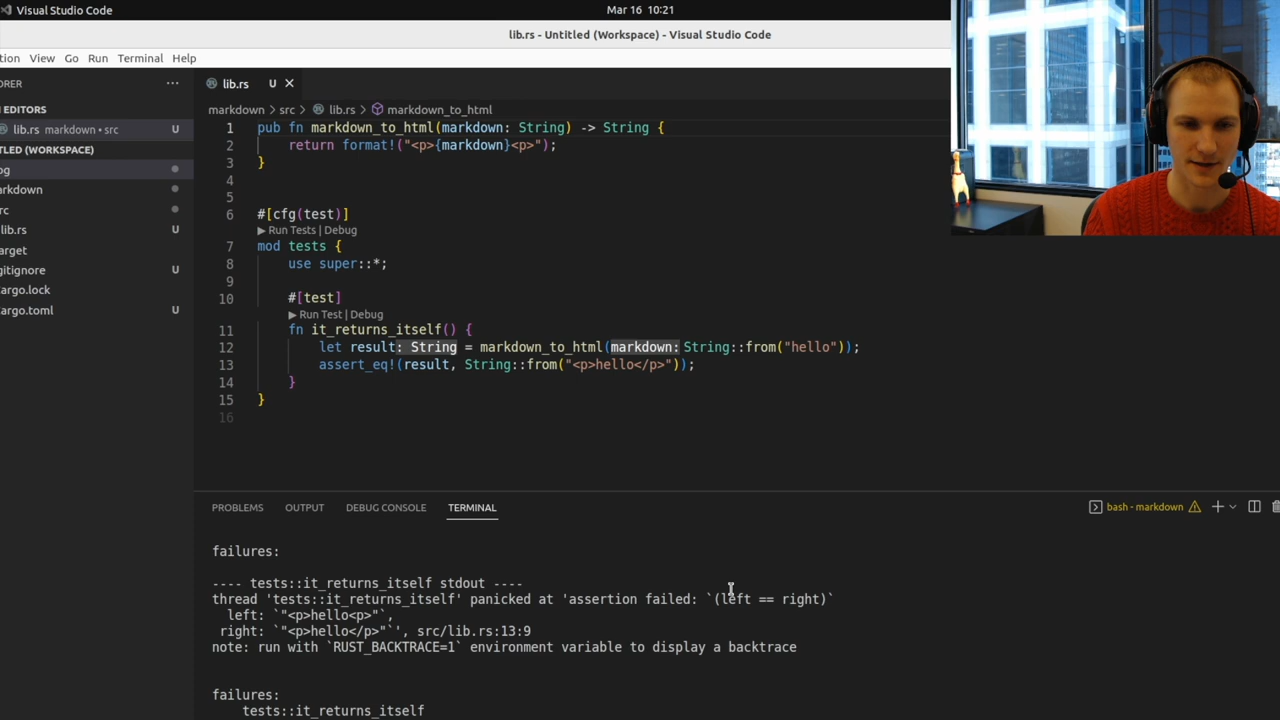 Visual Studio Code
Mar 16 10:21
lib.rs - Untitled (Workspace) - Visual Studio Code
tion View Go Run Terminal Help
ORER ···
lib.rs U
EDITORS
lib.rs markdown • src U
TLED (WORKSPACE)
og
arkdown
rc
lib.rs U
arget
gitignore U
argo.lock U
argo.toml U
markdown > src > lib.rs > markdown_to_html
1 pub fn markdown_to_html(markdown: String) -> String {
2 return format!("<p>{markdown}<p>");
3 }
4
5
6 #[cfg(test)]
▶ Run Tests | Debug
7 mod tests {
8 use super::*;
9
10 #[test]
▶ Run Test | Debug
11 fn it_returns_itself() {
12 let result: String = markdown_to_html(markdown: String::from("hello"));
13 assert_eq!(result, String::from("<p>hello</p>"));
14 }
15 }
16
PROBLEMS OUTPUT DEBUG CONSOLE TERMINAL
bash - markdown
failures:
---- tests::it_returns_itself stdout ----
thread 'tests::it_returns_itself' panicked at 'assertion failed: `(left == right)`
left: `"<p>hello<p>"`,
right: `"<p>hello</p>"`', src/lib.rs:13:9
note: run with `RUST_BACKTRACE=1` environment variable to display a backtrace
failures:
tests::it_returns_itself